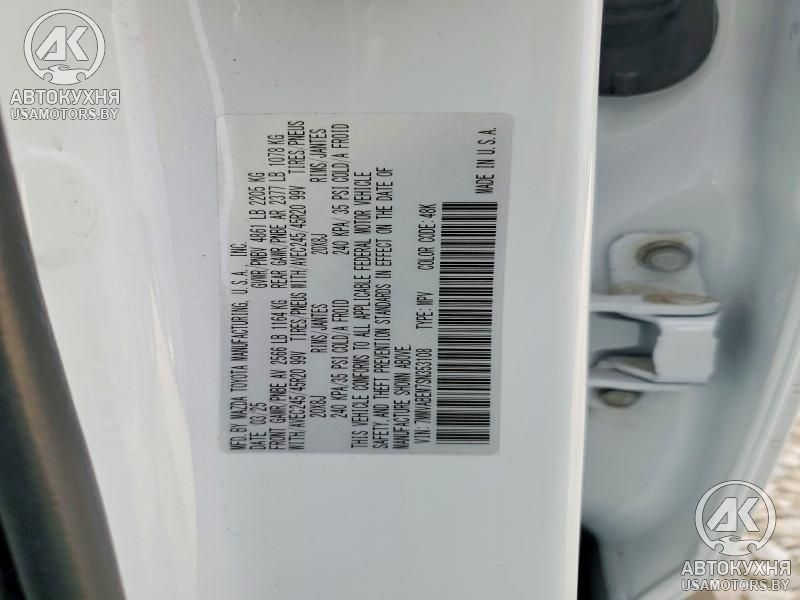 AK
АВТОКУХНЯ
USAMOTORS.BY
MFD. BY MAZDA TOYOTA MANUFACTURING, U.S.A., INC.
DATE 03/25 GWR/PNBV 4861 LB 2205 KG
FRONT GAWR/PNBE AV 2566 LB 1164 KG REAR GAWR/PNBE AR 2377 LB 1078 KG
WITH/AVEC245/45R20 99V TIRES/PNEUS WITH/AVEC245/45R20 99V TIRES/PNEUS
20X8J RIMS/JANTES 20X8J RIMS/JANTES
240 KPA/35 PSI COLD/A FROID 240 KPA/35 PSI COLD/A FROID
THIS VEHICLE CONFORMS TO ALL APPLICABLE FEDERAL MOTOR VEHICLE
SAFETY, AND THEFT PREVENTION STANDARDS IN EFFECT ON THE DATE OF
MANUFACTURE SHOWN ABOVE.
TYPE: MPV COLOR CODE: 48K
MADE IN U.S.A.
AK
АВТОКУХНЯ
USAMOTORS.BY